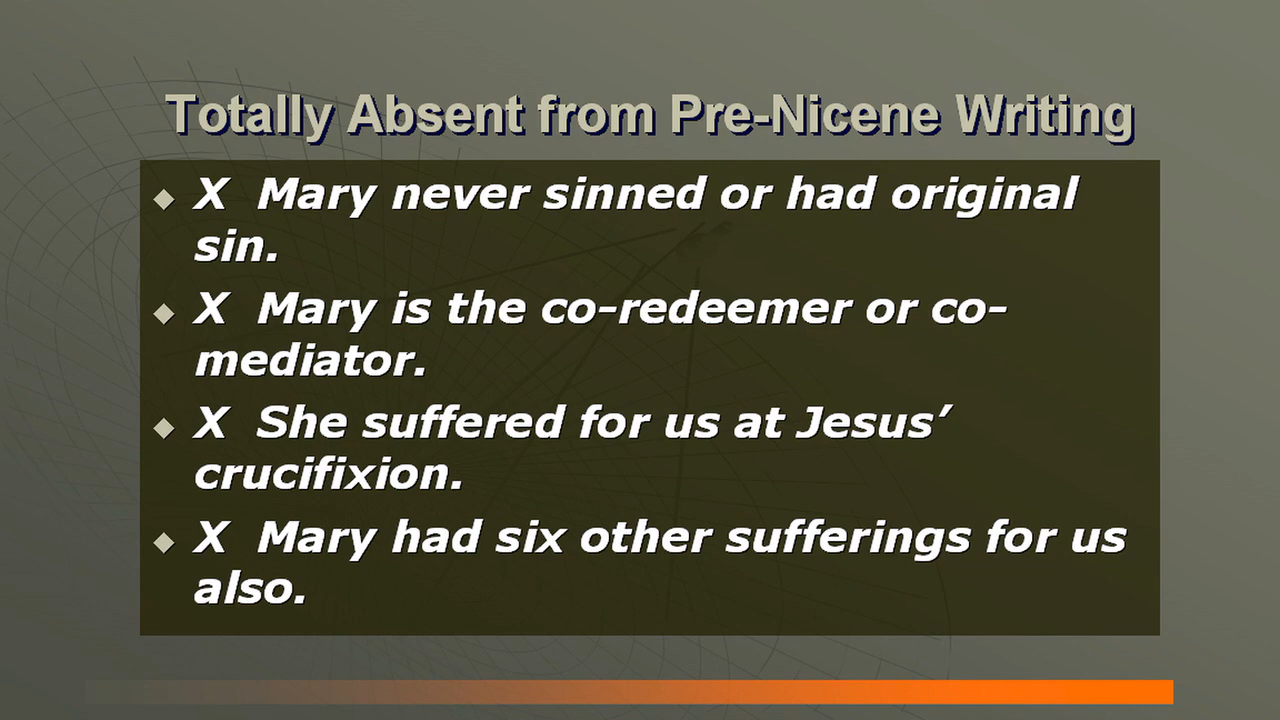 Totally Absent from Pre-Nicene Writing
◆ X Mary never sinned or had original
sin.
◆ X Mary is the co-redeemer or co-
mediator.
◆ X She suffered for us at Jesus’
crucifixion.
◆ X Mary had six other sufferings for us
also.